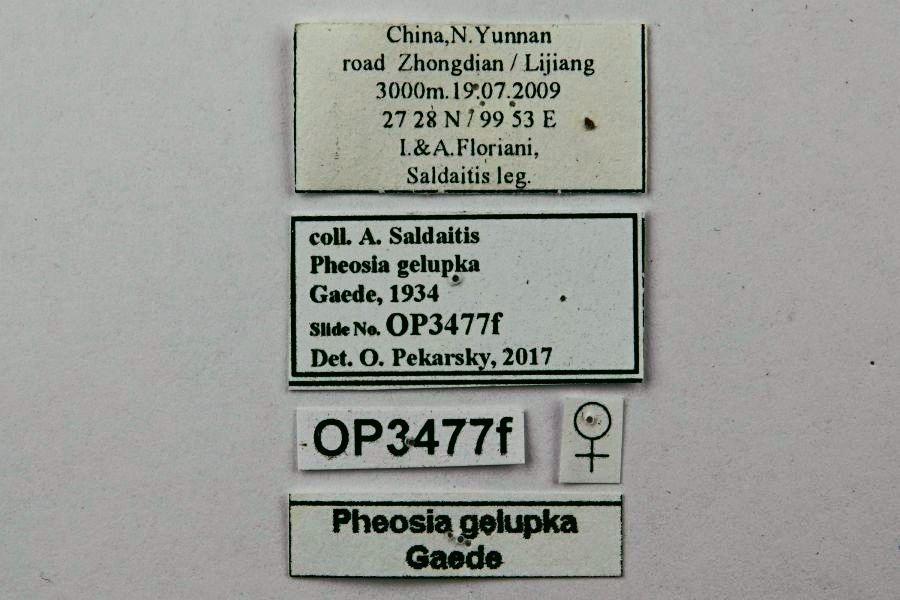 China,N.Yunnan
road Zhongdian / Lijiang
3000m.19.07.2009
27 28 N / 99 53 E
I.&A.Floriani,
Saldaitis leg.
coll. A. Saldaitis
Pheosia gelupka
Gaede, 1934
Slide No. OP3477f
Det. O. Pekarsky, 2017
OP3477f
♀
Pheosia gelupka
Gaede